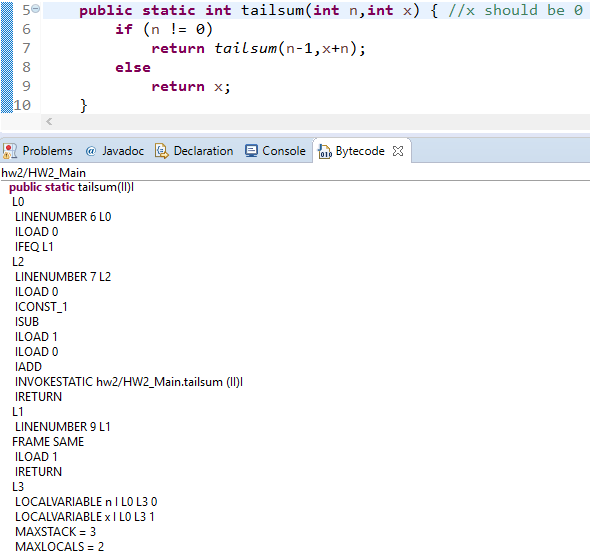 5 public static int tailsum(int n,int x) { //x should be 0
6 if (n != 0)
7 return tailsum(n-1,x+n);
8 else
9 return x;
10 }
Problems @ Javadoc Declaration Console Bytecode
hw2/HW2_Main
public static tailsum(II)I
L0
LINENUMBER 6 L0
ILOAD 0
IFEQ L1
L2
LINENUMBER 7 L2
ILOAD 0
ICONST_1
ISUB
ILOAD 1
ILOAD 0
IADD
INVOKESTATIC hw2/HW2_Main.tailsum (II)I
IRETURN
L1
LINENUMBER 9 L1
FRAME SAME
ILOAD 1
IRETURN
L3
LOCALVARIABLE n I L0 L3 0
LOCALVARIABLE x I L0 L3 1
MAXSTACK = 3
MAXLOCALS = 2